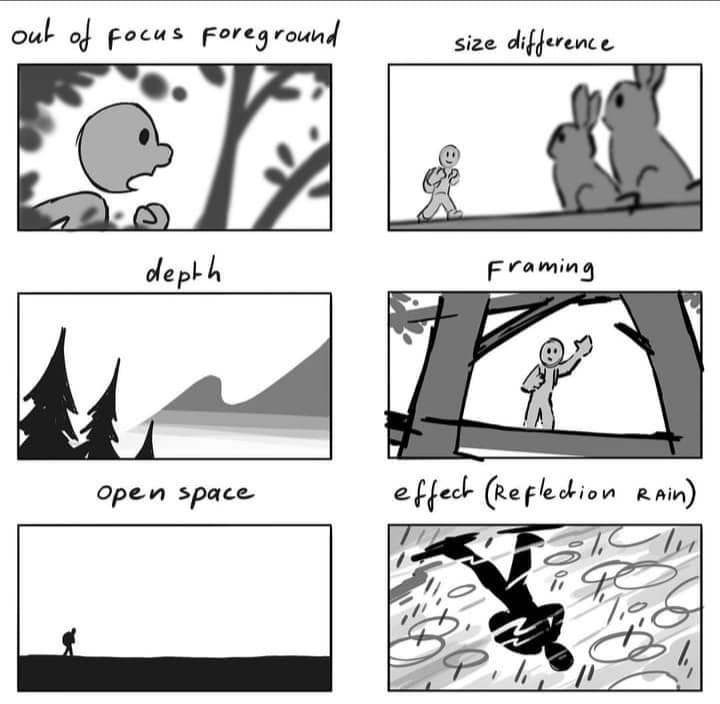 out of focus foreground
size difference
depth
Framing
open space
effect (Reflection RAin)